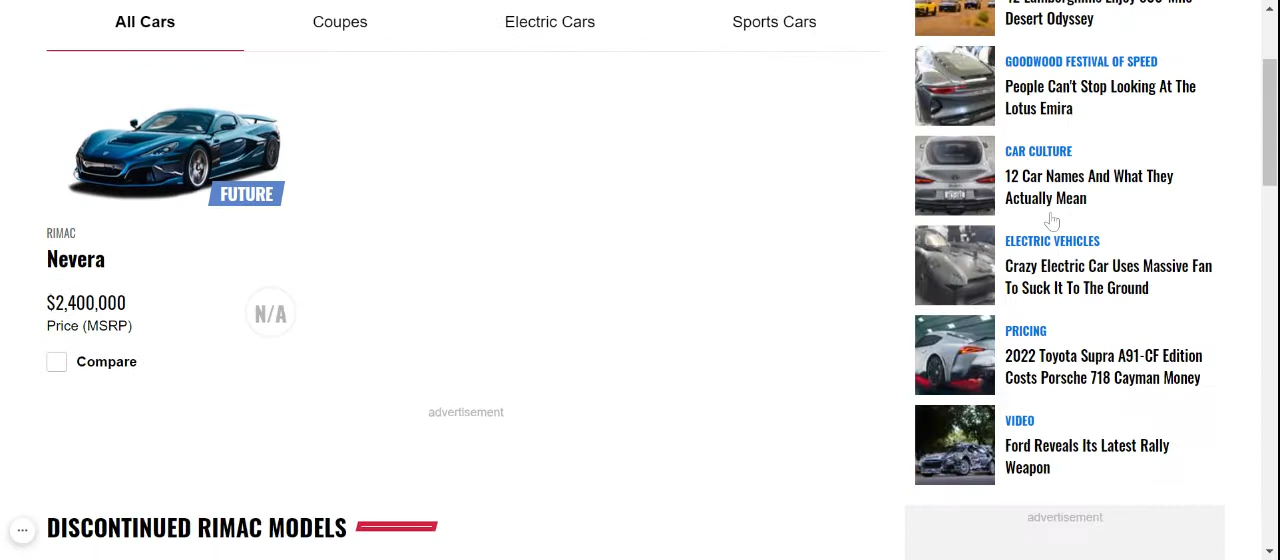 All Cars
Coupes
Electric Cars
Sports Cars
FUTURE
RIMAC
Nevera
$2,400,000
Price (MSRP)
N/A
Compare
advertisement
DISCONTINUED RIMAC MODELS
Desert Odyssey
GOODWOOD FESTIVAL OF SPEED
People Can't Stop Looking At The
Lotus Emira
CAR CULTURE
12 Car Names And What They
Actually Mean
ELECTRIC VEHICLES
Crazy Electric Car Uses Massive Fan
To Suck It To The Ground
PRICING
2022 Toyota Supra A91-CF Edition
Costs Porsche 718 Cayman Money
VIDEO
Ford Reveals Its Latest Rally
Weapon
advertisement